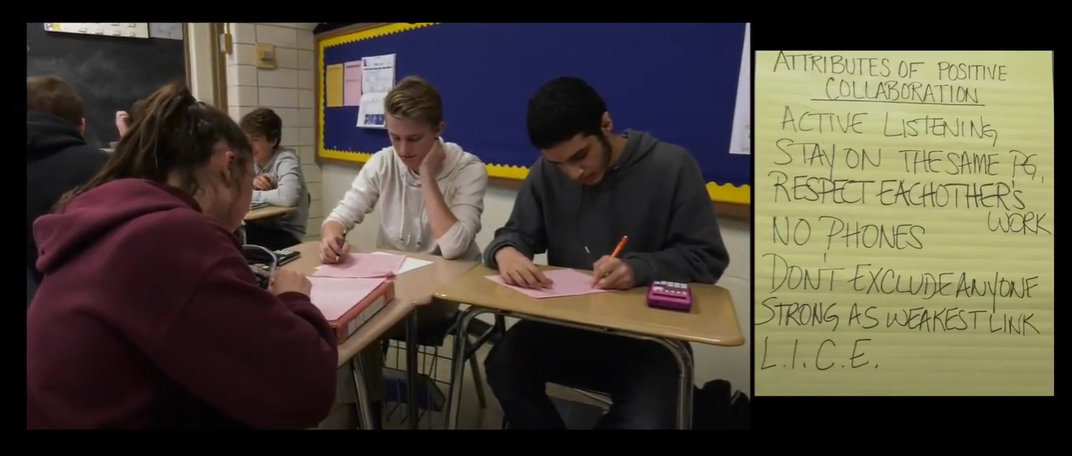 ATTRIBUTES OF POSITIVE
COLLABORATION
ACTIVE LISTENING
STAY ON THE SAME PG.
RESPECT EACHOTHER'S
WORK
NO PHONES
DON'T EXCLUDE ANYONE
STRONG AS WEAKEST LINK
L.I.C.E.